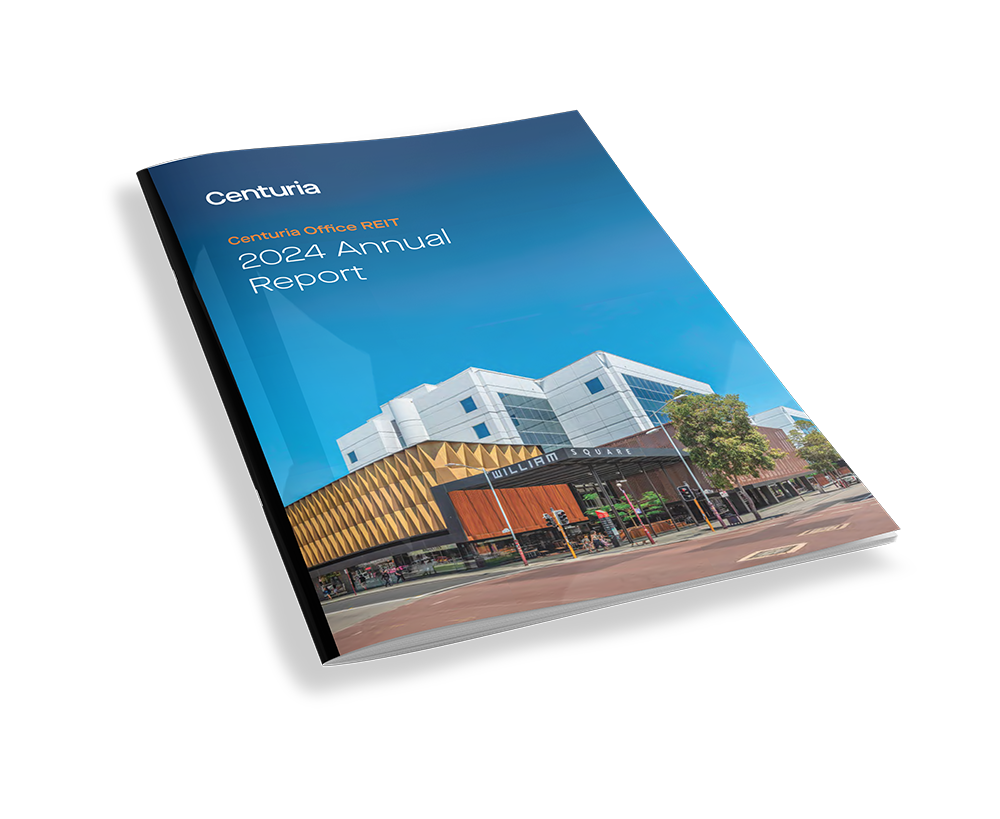 Centuria
Centuria Office REIT
2024 Annual
Report
WILLIAM SQUARE